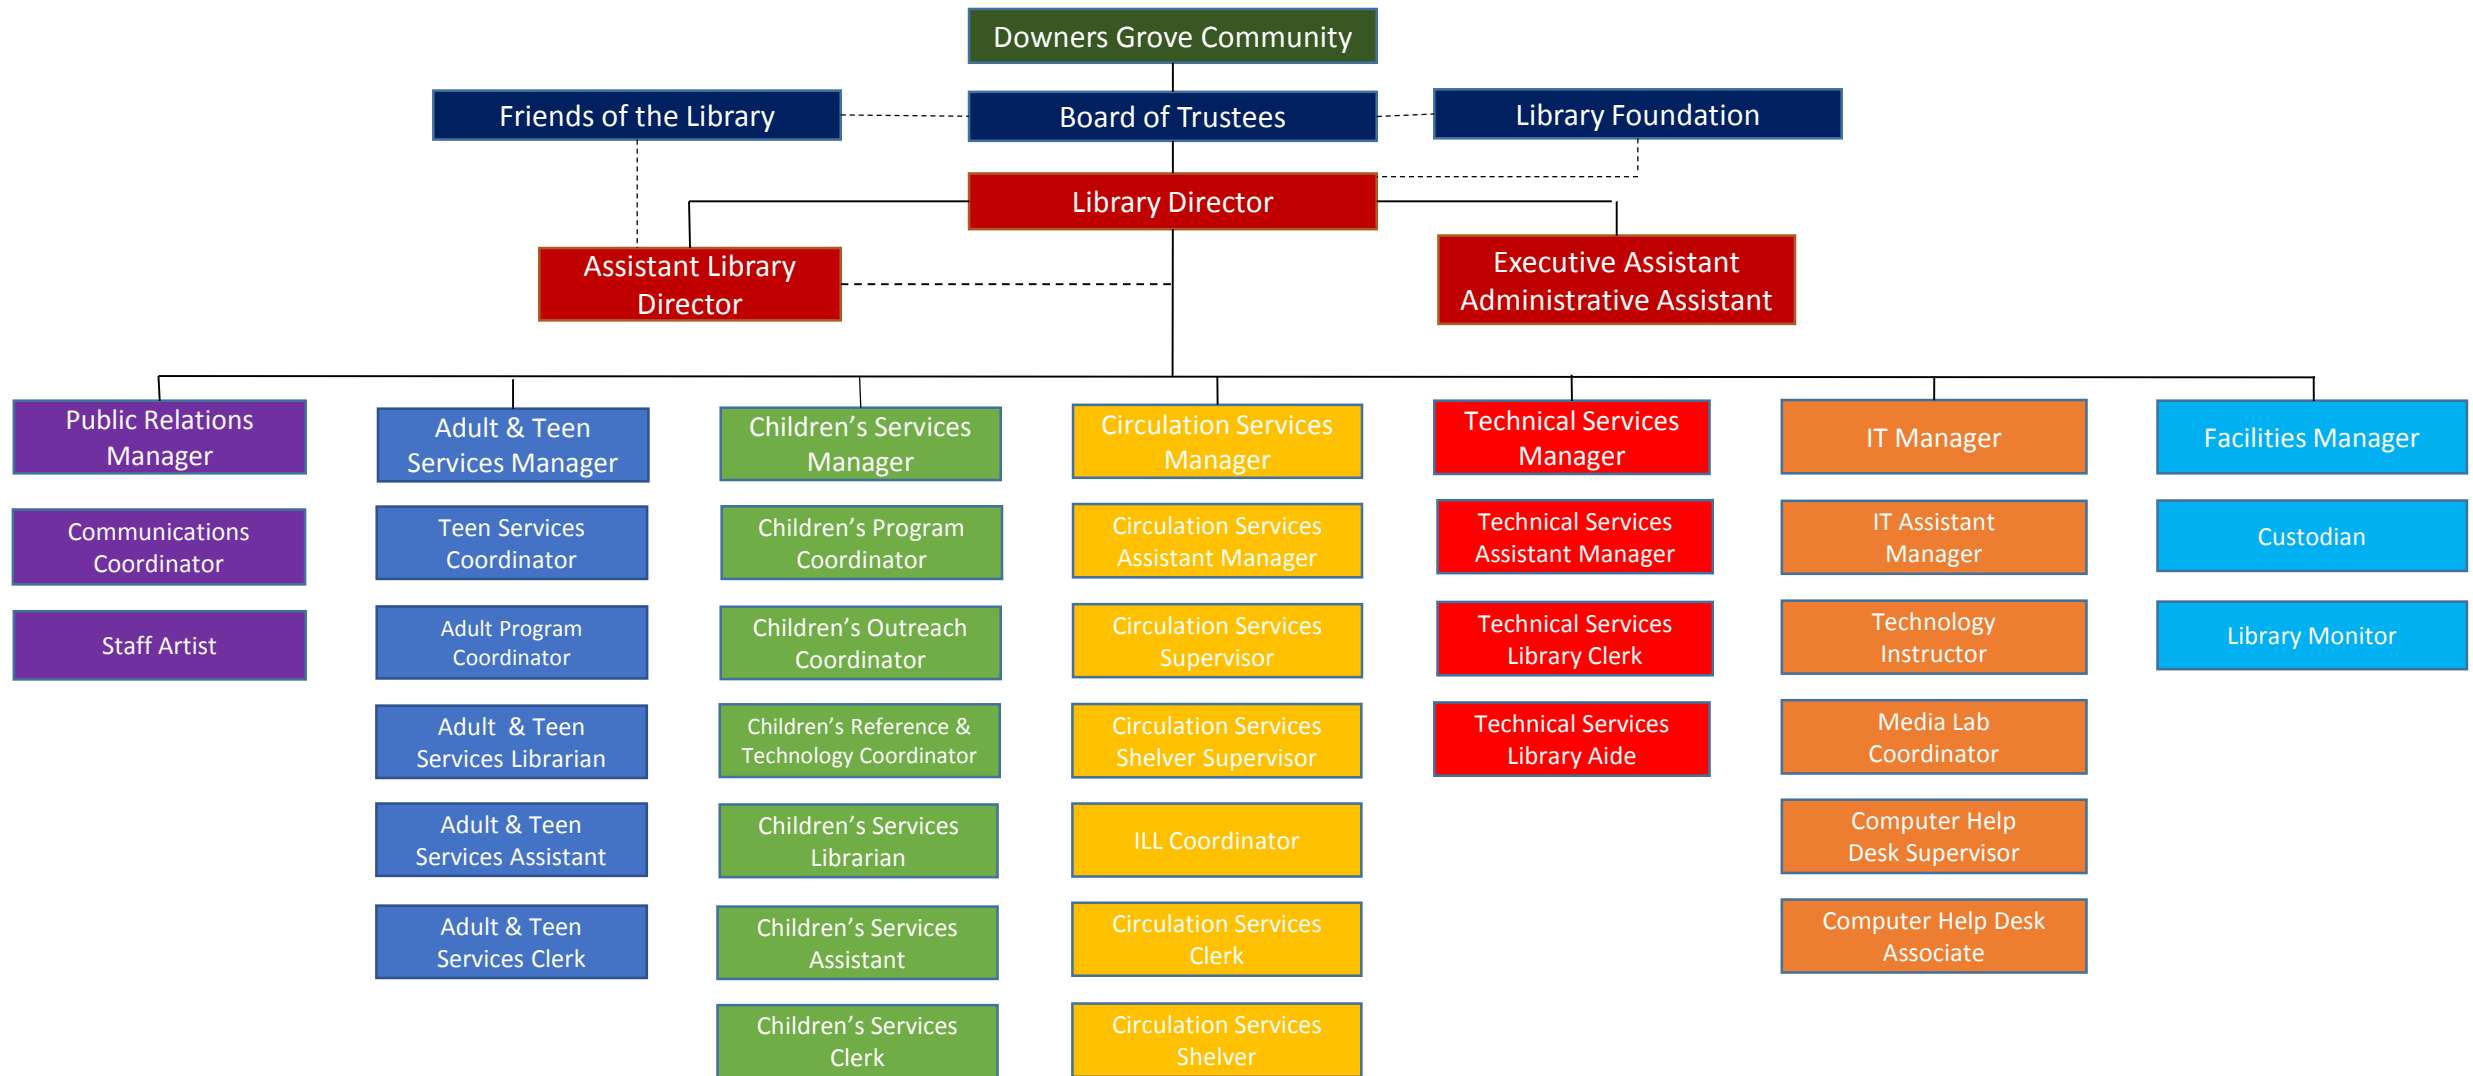 Downers Grove Community
Friends of the Library
Board of Trustees
Library Foundation
Library Director
Assistant Library
Director
Executive Assistant
Administrative Assistant
Public Relations
Manager
Adult & Teen
Services Manager
Children’s Services
Manager
Circulation Services
Manager
Technical Services
Manager
IT Manager
Facilities Manager
Communications
Coordinator
Teen Services
Coordinator
Children’s Program
Coordinator
Circulation Services
Assistant Manager
Technical Services
Assistant Manager
IT Assistant
Manager
Custodian
Staff Artist
Adult Program
Coordinator
Children’s Outreach
Coordinator
Circulation Services
Supervisor
Technical Services
Library Clerk
Technology
Instructor
Library Monitor
Adult & Teen
Services Librarian
Children’s Reference &
Technology Coordinator
Circulation Services
Shelver Supervisor
Technical Services
Library Aide
Media Lab
Coordinator
Adult & Teen
Services Assistant
Children’s Services
Librarian
ILL Coordinator
Computer Help
Desk Supervisor
Adult & Teen
Services Clerk
Children’s Services
Assistant
Circulation Services
Clerk
Computer Help Desk
Associate
Children’s Services
Clerk
Circulation Services
Shelver